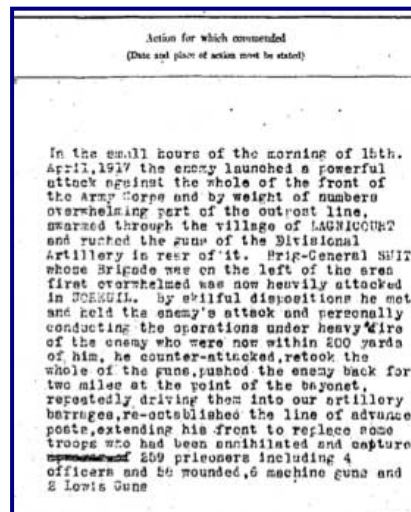 Action for which commended
(Date and place of action must be stated)
In the small hours of the morning of 15th.
April,1917 the enemy launched a powerful
attack against the whole of the front of
the Army Corps and by weight of numbers
overwhelming part of the outpost line,
swarmed through the village of LAGNICOURT
and rushed the guns of the Divisional
Artillery in rear of it. Brig-General SMIT
whose Brigade was on the left of the area
first overwhelmed was now heavily attacked
in By skilful dispositions he met
and held the enemy's attack and personally
conducting the operations under heavy fire
of the enemy who were now within 200 yards
of him, he counter-attacked,retook the
whole of the guns,pushed the enemy back for
two miles at the point of the bayonet,
repeatedly driving them into our artillery
barrages,re-established the line of advance
posts,extending his front to replace some
troops who had been annihilated and capture
259 prisoners including 4
officers and wounded,6 machine guns and
2 Lewis Guns